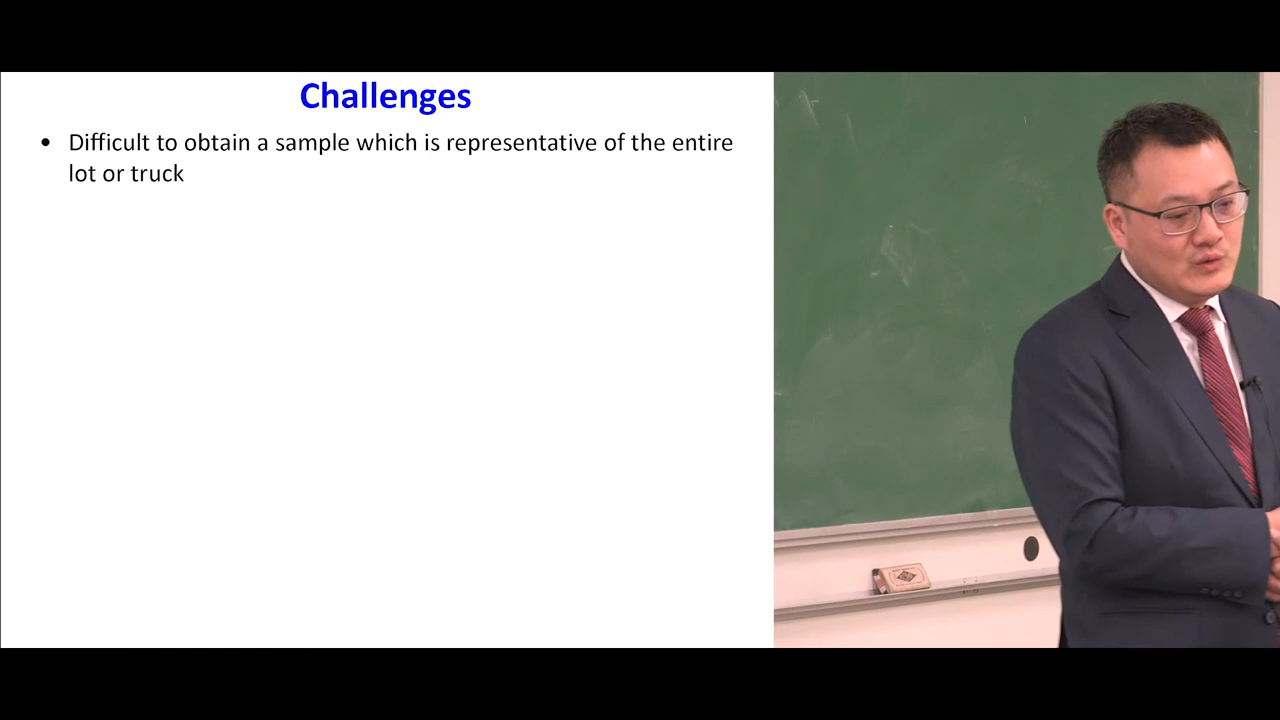 Challenges
• Difficult to obtain a sample which is representative of the entire
lot or truck